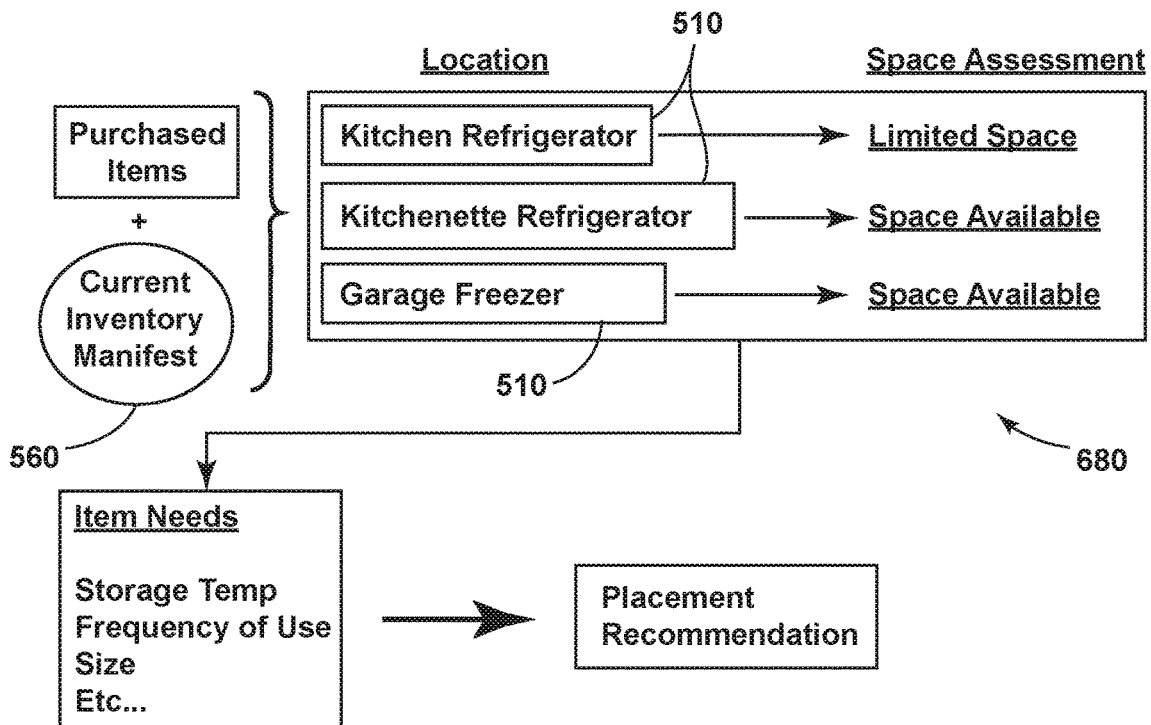 510
Location
Space Assessment
Purchased
Items
+
Current
Inventory
Manifest
560
Kitchen Refrigerator
Limited Space
Kitchenette Refrigerator
Space Available
Garage Freezer
Space Available
510
680
Item Needs
Storage Temp
Frequency of Use
Size
Etc...
Placement
Recommendation